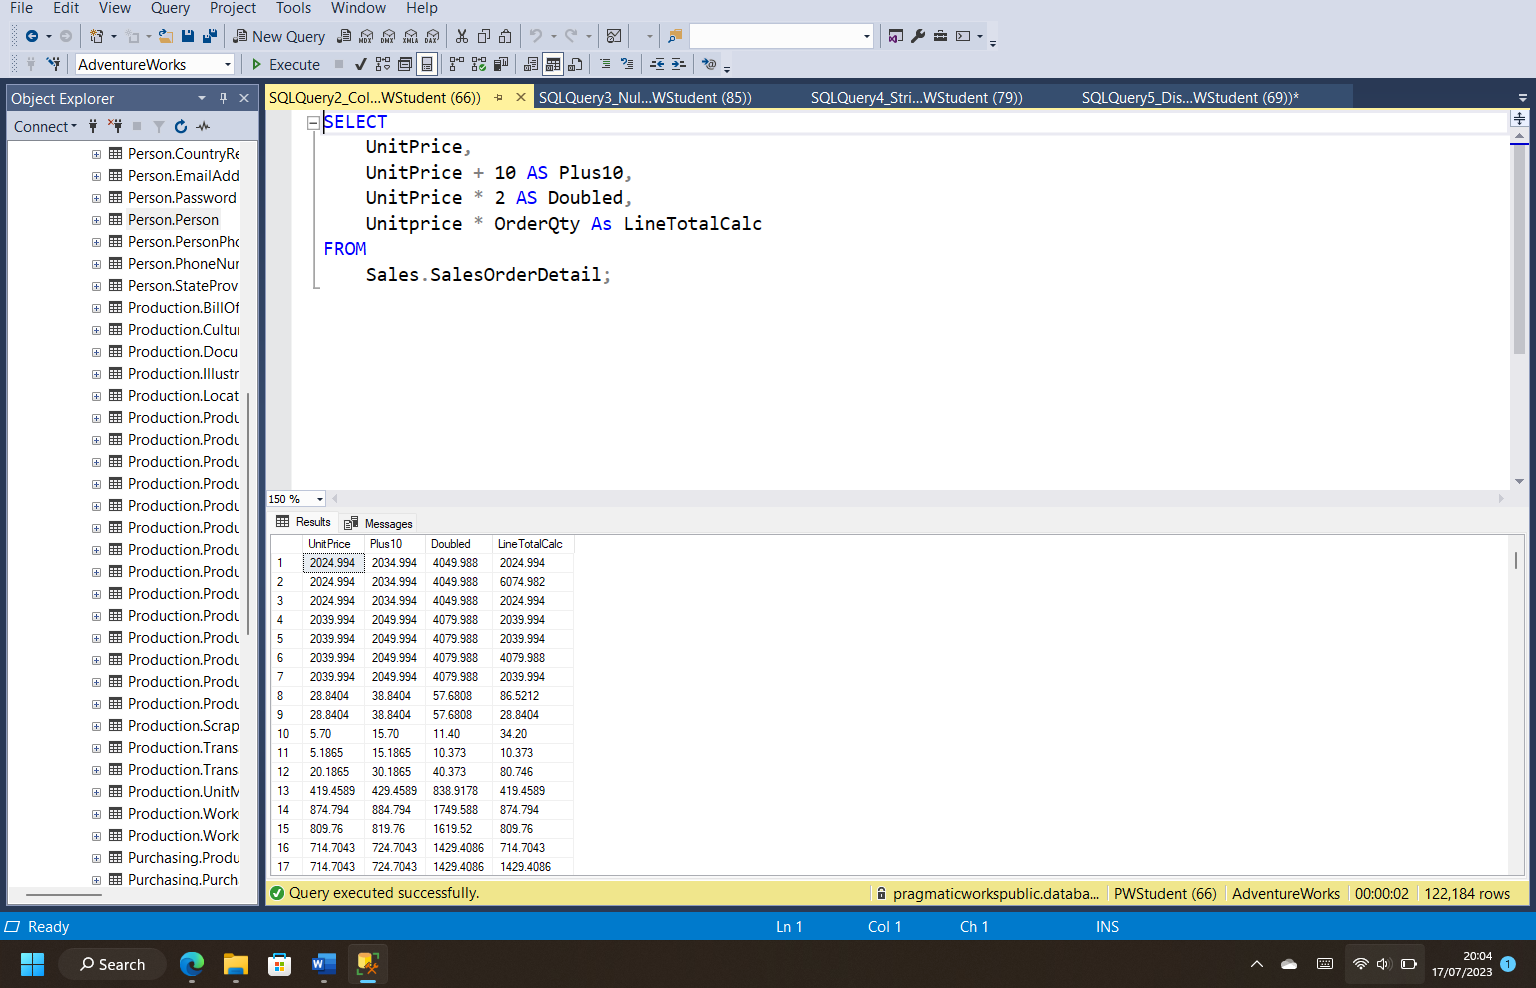 File Edit View Query Project Tools Window Help
New Query MDX DMX XMLA DAX
AdventureWorks Execute
Object Explorer
Connect
Person.CountryRe
Person.EmailAdd
Person.Password
Person.Person
Person.PersonPho
Person.PhoneNur
Person.StateProv
Production.BillOf
Production.Cultur
Production.Docu
Production.Illustr
Production.Locat
Production.Produ
Production.Produ
Production.Produ
Production.Produ
Production.Produ
Production.Produ
Production.Produ
Production.Produ
Production.Produ
Production.Produ
Production.Produ
Production.Produ
Production.Produ
Production.Produ
Production.Scrap
Production.Trans
Production.Trans
Production.UnitM
Production.Work
Production.Work
Purchasing.Produ
Purchasing.Purch
SQLQuery2_Col...WStudent (66)) SQLQuery3_Nul...WStudent (85)) SQLQuery4_Stri...WStudent (79)) SQLQuery5_Dis...WStudent (69))*
SELECT
UnitPrice,
UnitPrice + 10 AS Plus10,
UnitPrice * 2 AS Doubled,
Unitprice * OrderQty As LineTotalCalc
FROM
Sales.SalesOrderDetail;
150 %
Results Messages
UnitPrice Plus10 Doubled LineTotalCalc
1 2024.994 2034.994 4049.988 2024.994
2 2024.994 2034.994 4049.988 6074.982
3 2024.994 2034.994 4049.988 2024.994
4 2039.994 2049.994 4079.988 2039.994
5 2039.994 2049.994 4079.988 2039.994
6 2039.994 2049.994 4079.988 4079.988
7 2039.994 2049.994 4079.988 2039.994
8 28.8404 38.8404 57.6808 86.5212
9 28.8404 38.8404 57.6808 28.8404
10 5.70 15.70 11.40 34.20
11 5.1865 15.1865 10.373 10.373
12 20.1865 30.1865 40.373 80.746
13 419.4589 429.4589 838.9178 419.4589
14 874.794 884.794 1749.588 874.794
15 809.76 819.76 1619.52 809.76
16 714.7043 724.7043 1429.4086 714.7043
17 714.7043 724.7043 1429.4086 1429.4086
Query executed successfully. pragmaticworkspublic.databa... PWStudent (66) AdventureWorks 00:00:02 122,184 rows
Ready Ln 1 Col 1 Ch 1 INS
Search
20:04
17/07/2023 1